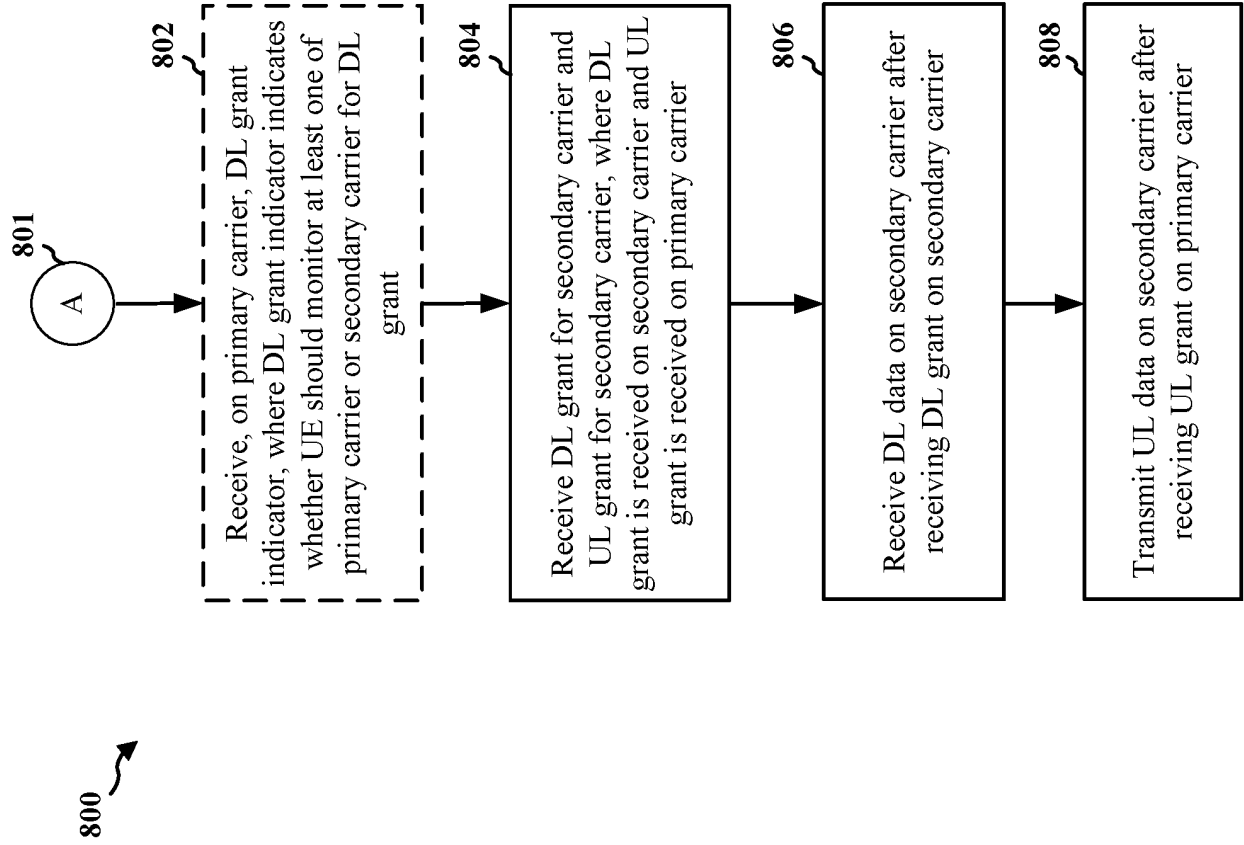 800
801
A
802
Receive, on primary carrier, DL grant
indicator, where DL grant indicator indicates
whether UE should monitor at least one of
primary carrier or secondary carrier for DL
grant
804
Receive DL grant for secondary carrier and
UL grant for secondary carrier, where DL
grant is received on secondary carrier and UL
grant is received on primary carrier
806
Receive DL data on secondary carrier after
receiving DL grant on secondary carrier
808
Transmit UL data on secondary carrier after
receiving UL grant on primary carrier